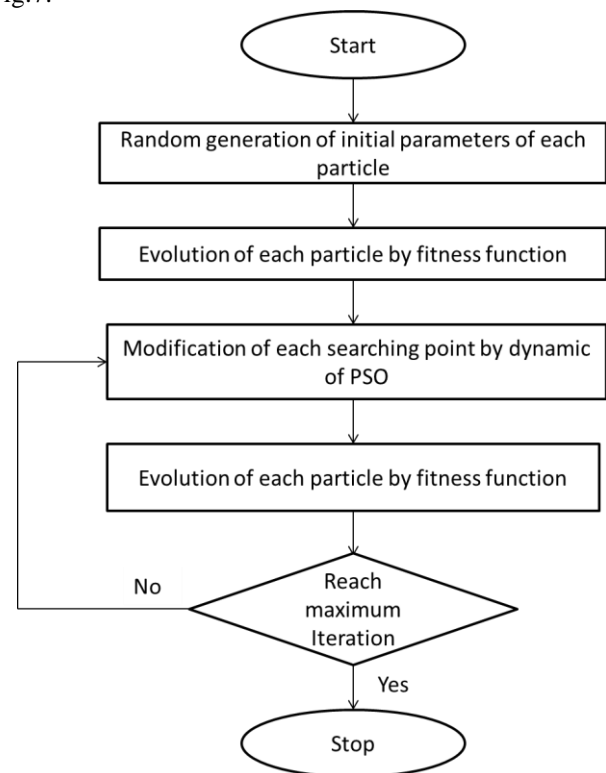 Fig.7.
Start
Random generation of initial parameters of each
particle
Evolution of each particle by fitness function
Modification of each searching point by dynamic
of PSO
Evolution of each particle by fitness function
Reach
maximum
Iteration
No
Yes
Stop